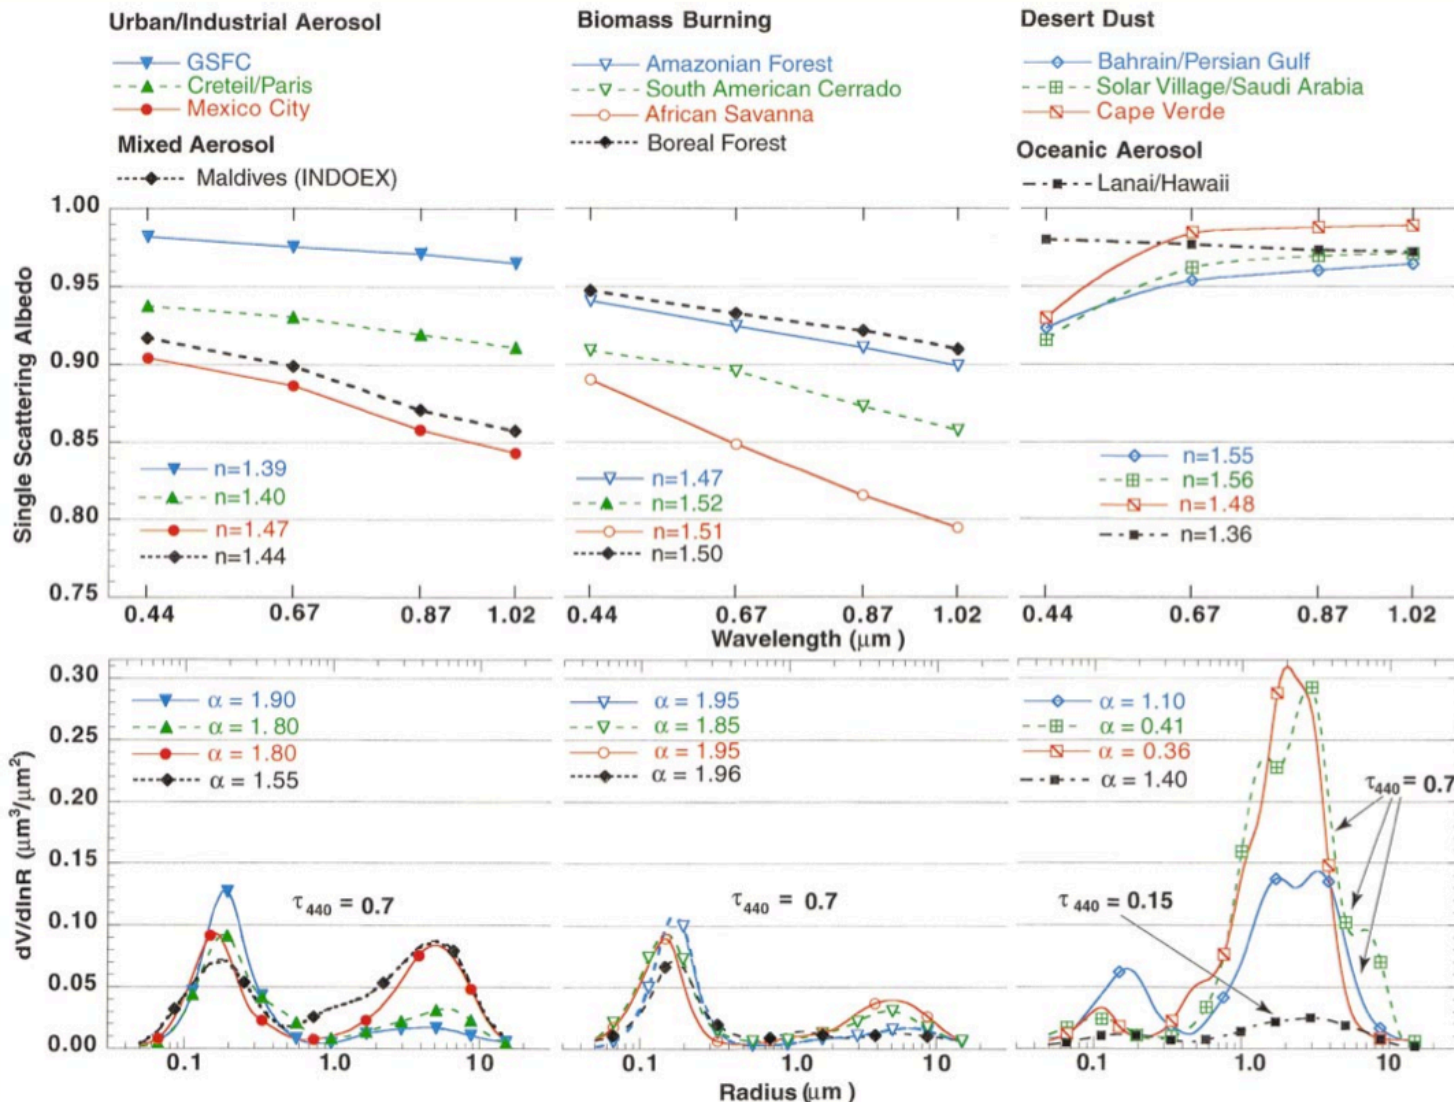 Urban/Industrial Aerosol
GSFC
Creteil/Paris
Mexico City
Mixed Aerosol
Maldives (INDOEX)
Biomass Burning
Amazonian Forest
South American Cerrado
African Savanna
Boreal Forest
Desert Dust
Bahrain/Persian Gulf
Solar Village/Saudi Arabia
Cape Verde
Oceanic Aerosol
Lanai/Hawaii
Single Scattering Albedo
1.00
0.95
0.90
0.85
0.80
0.75
n=1.39
n=1.40
n=1.47
n=1.44
0.44 0.67 0.87 1.02
n=1.47
n=1.52
n=1.51
n=1.50
0.44 0.67 0.87 1.02
n=1.55
n=1.56
n=1.48
n=1.36
0.44 0.67 0.87 1.02
Wavelength (μm )
dV/dlnR (μm³/μm²)
0.30
0.25
0.20
0.15
0.10
0.05
0.00
α = 1.90
α = 1.80
α = 1.80
α = 1.55
τ440 = 0.7
0.1 1.0 10
α = 1.95
α = 1.85
α = 1.95
α = 1.96
τ440 = 0.7
0.1 1.0 10
α = 1.10
α = 0.41
α = 0.36
α = 1.40
τ440 = 0.7
τ440 = 0.15
0.1 1.0 10
Radius (μm )